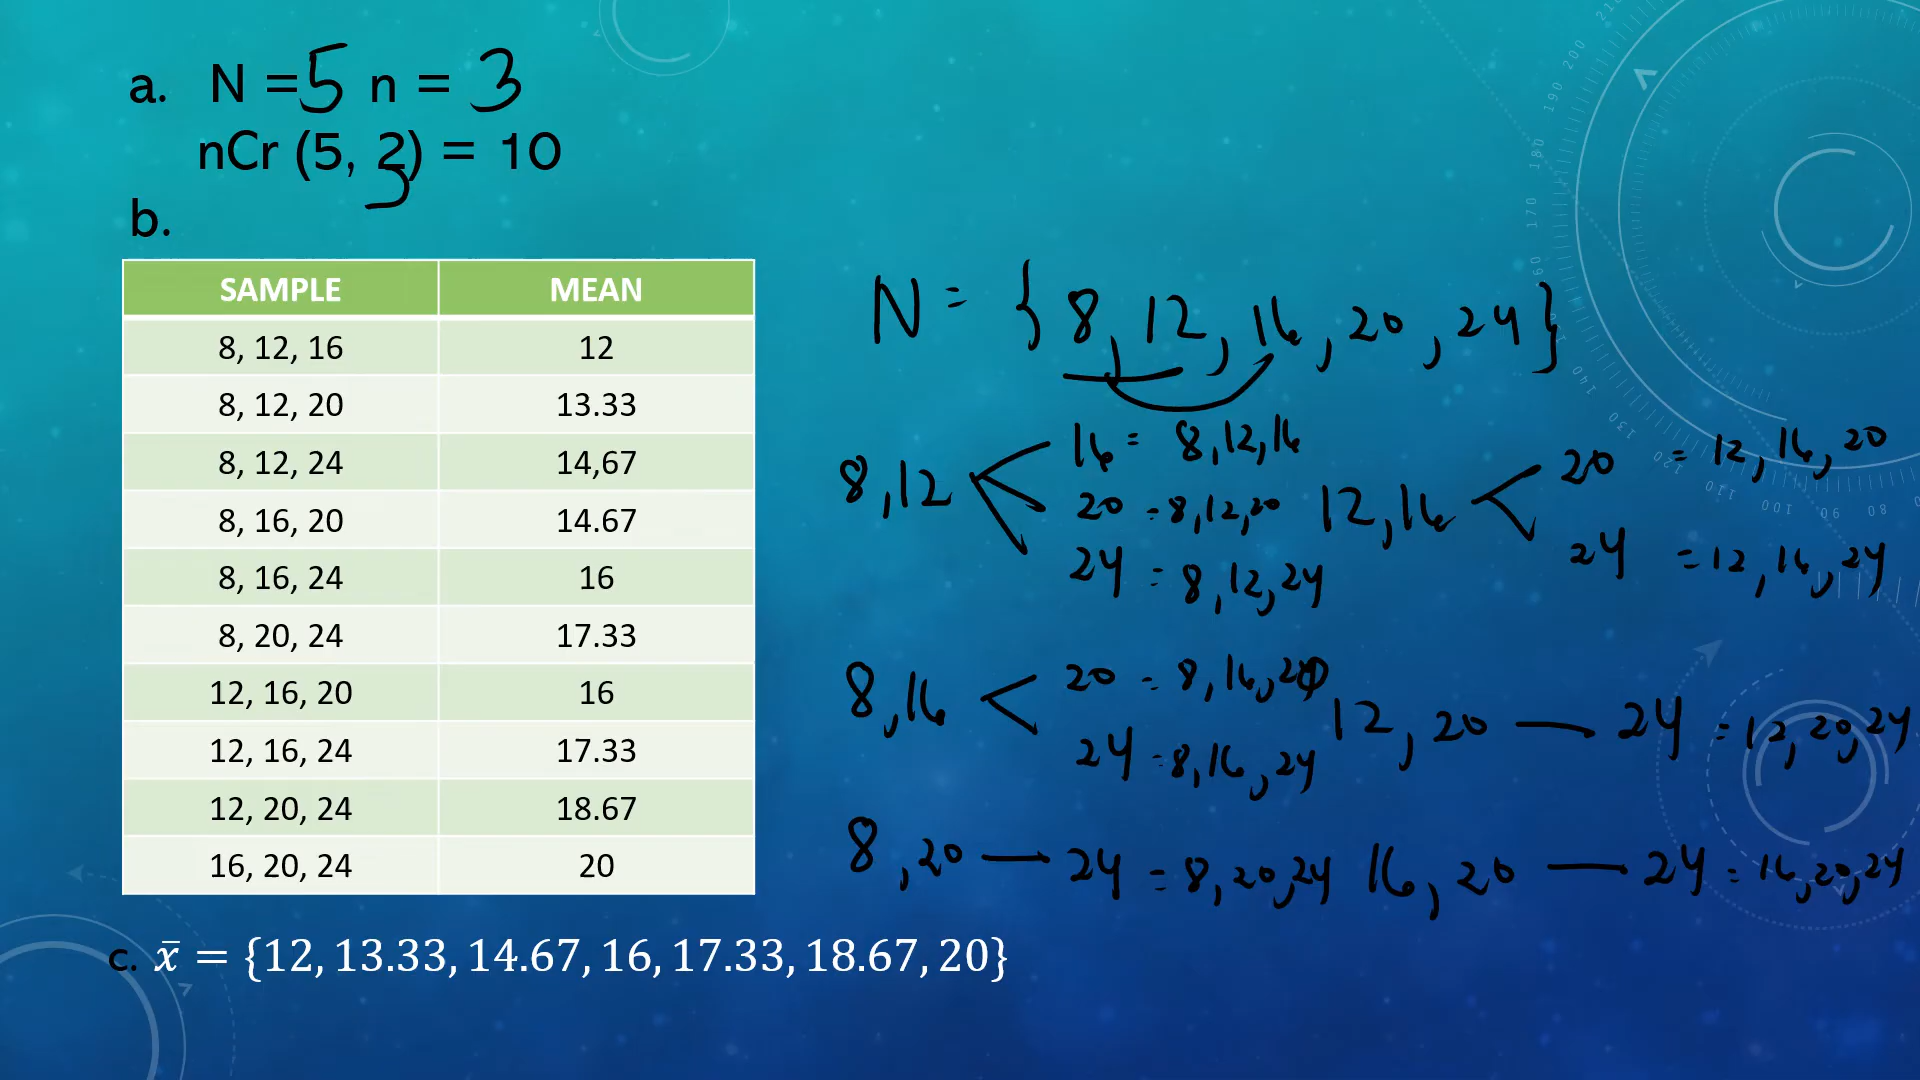 a. N = 5 n = 3
nCr (5, 2) = 10
3
b.
SAMPLE MEAN
8, 12, 16 12
8, 12, 20 13.33
8, 12, 24 14,67
8, 16, 20 14.67
8, 16, 24 16
8, 20, 24 17.33
12, 16, 20 16
12, 16, 24 17.33
12, 20, 24 18.67
16, 20, 24 20
c. x̄ = {12, 13.33, 14.67, 16, 17.33, 18.67, 20}
N = {8, 12, 16, 20, 24}
8, 12
16 = 8, 12, 16
20 = 8, 12, 20
24 = 8, 12, 24
12, 16
20 = 12, 16, 20
24 = 12, 16, 24
8, 16
20 = 8, 16, 20
24 = 8, 16, 24
12, 20 — 24 = 12, 20, 24
8, 20 — 24 = 8, 20, 24
16, 20 — 24 = 16, 20, 24